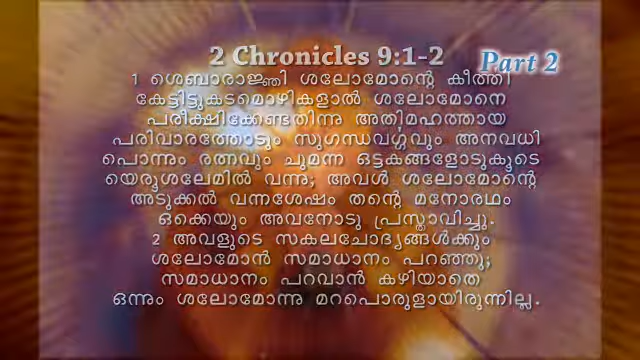 2 Chronicles 9:1-2
Part 2
1 ശെബാരാജ്ഞി ശലോമോന്റെ കീൎത്തി
കേട്ടിട്ടുകടമൊഴികളാൽ ശലോമോനെ
പരീക്ഷിക്കേണ്ടതിന്നു അതിമഹത്തായ
പരിവാരത്തോടും സുഗന്ധവൎഗ്ഗവും അനവധി
പൊന്നും രത്നവും ചുമന്ന ഒട്ടകങ്ങളോടുകൂടെ
യെരൂശലേമിൽ വന്നു; അവൾ ശലോമോന്റെ
അടുക്കൽ വന്നശേഷം തന്റെ മനോരഥം
ഒക്കെയും അവനോടു പ്രസ്താവിച്ചു.
2 അവളുടെ സകലചോദ്യങ്ങൾക്കും
ശലോമോൻ സമാധാനം പറഞ്ഞു;
സമാധാനം പറവാൻ കഴിയാതെ
ഒന്നും ശലോമോന്നു മറപൊരുളായിരുന്നില്ല.